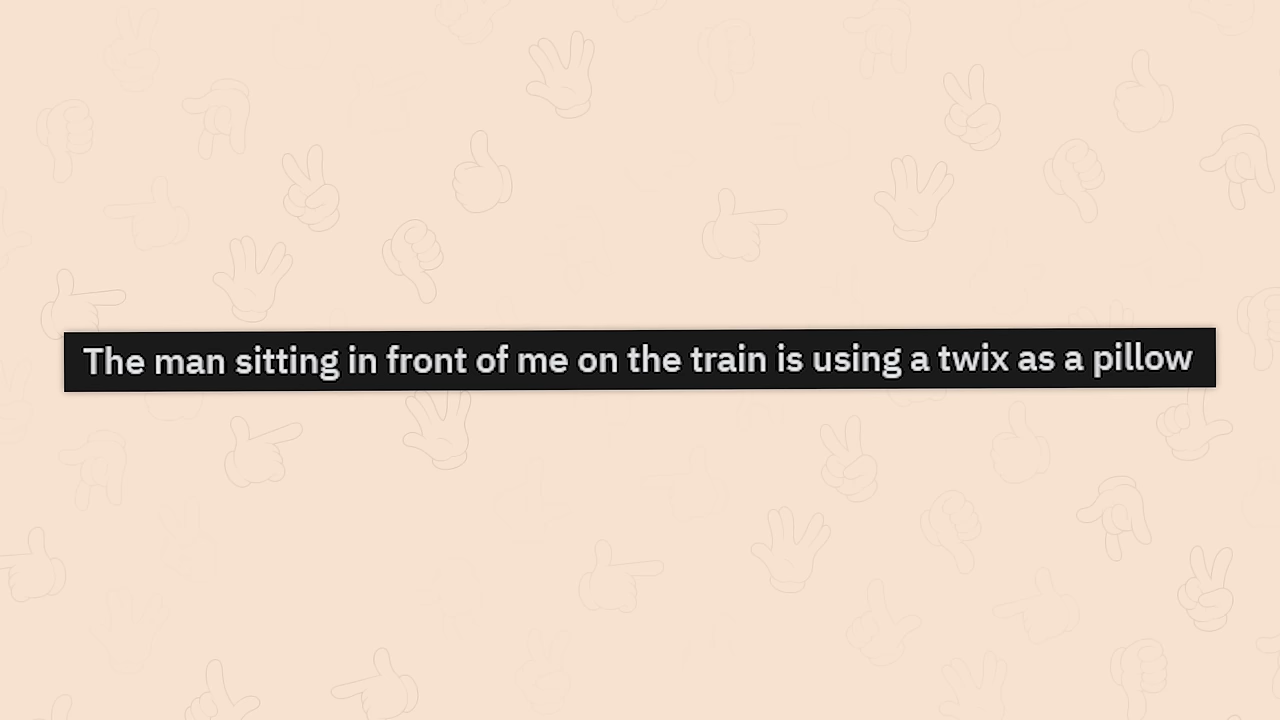 The man sitting in front of me on the train is using a twix as a pillow